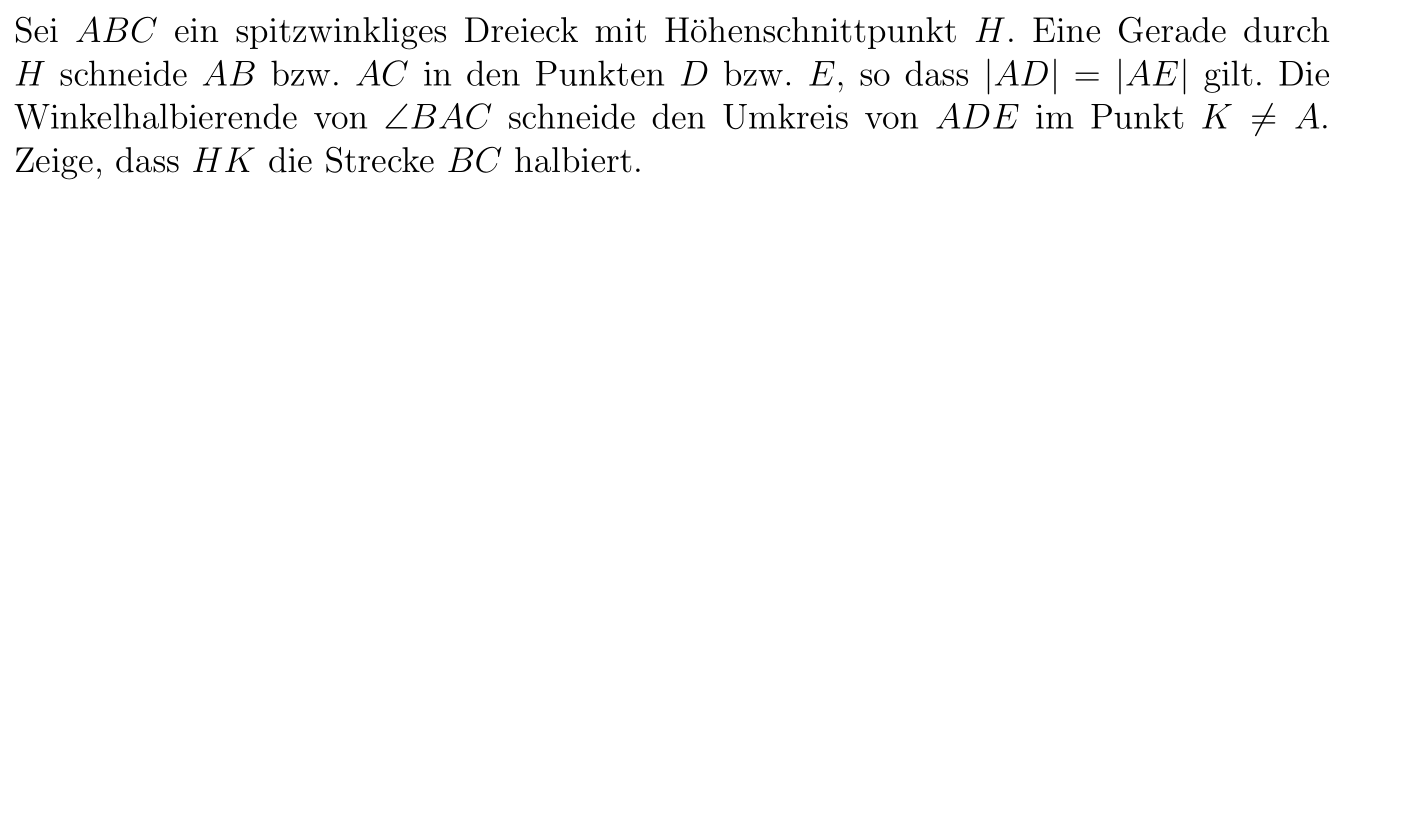 Sei ABC ein spitzwinkliges Dreieck mit Höhenschnittpunkt H. Eine Gerade durch
H schneide AB bzw. AC in den Punkten D bzw. E, so dass |AD| = |AE| gilt. Die
Winkelhalbierende von ∠BAC schneide den Umkreis von ADE im Punkt K ≠ A.
Zeige, dass HK die Strecke BC halbiert.